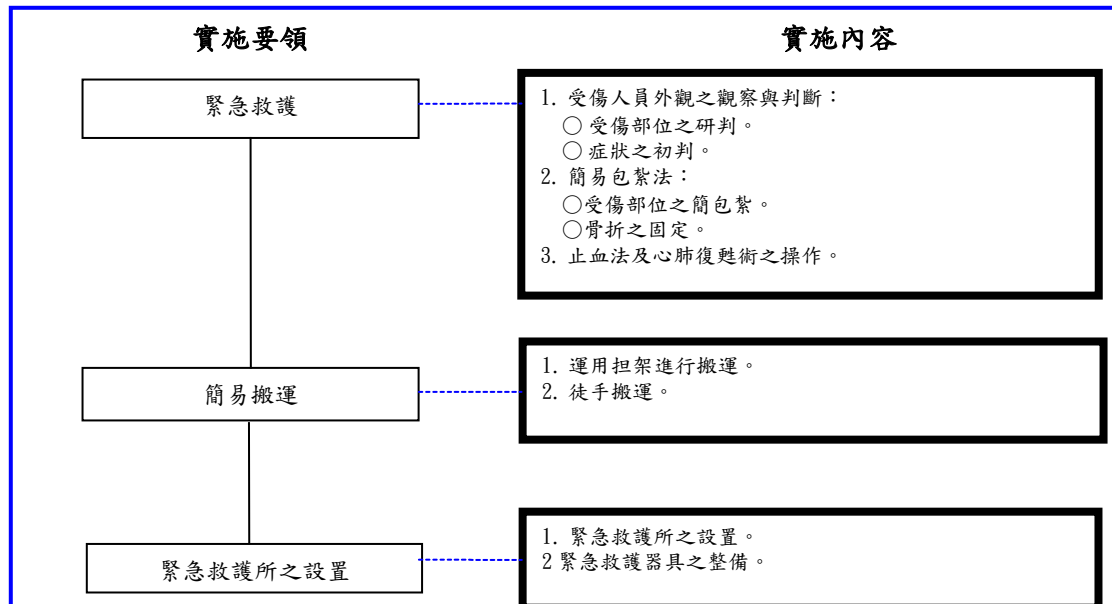 實施要領
實施內容
緊急救護
1. 受傷人員外觀之觀察與判斷：
○ 受傷部位之研判。
○ 症狀之初判。
2. 簡易包紮法：
○受傷部位之簡包紮。
○骨折之固定。
3. 止血法及心肺復甦術之操作。
簡易搬運
1. 運用担架進行搬運。
2. 徒手搬運。
緊急救護所之設置
1. 緊急救護所之設置。
2 緊急救護器具之整備。